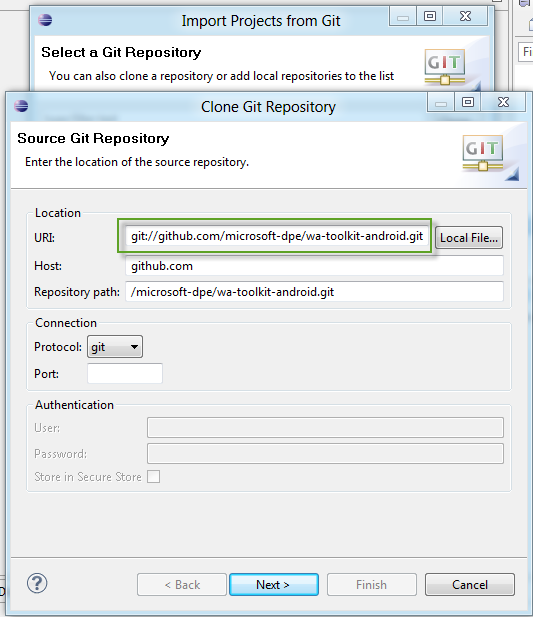 Import Projects from Git
Select a Git Repository
You can also clone a repository or add local repositories to the list
GIT
Clone Git Repository
Source Git Repository
Enter the location of the source repository.
GIT
Location
URI: git://github.com/microsoft-dpe/wa-toolkit-android.git Local File...
Host: github.com
Repository path: /microsoft-dpe/wa-toolkit-android.git
Connection
Protocol: git
Port:
Authentication
User:
Password:
Store in Secure Store
? < Back Next > Finish Cancel